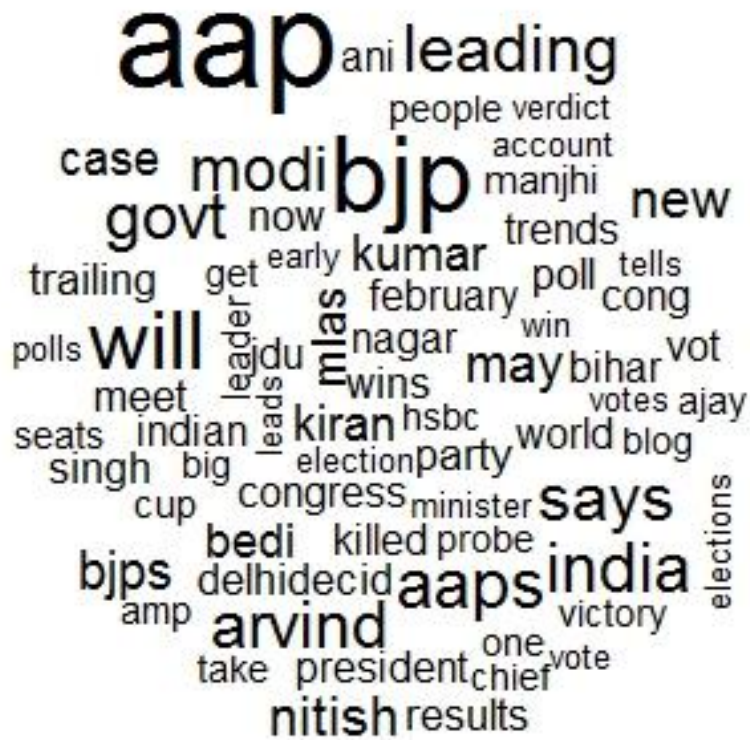 aap ani leading
people verdict
case modi bjp account
manjhi new
govt now trends
trailing get early kumar poll tells
february cong
polls will leader jdu mlas nagar win
may bihar vot
meet leads wins votes ajay
seats indian kiran hsbc world blog
singh big election party
cup congress minister says elections
bedi killed probe
bjps delhi decid aaps india
amp arvind victory
take president chief one vote
nitish results